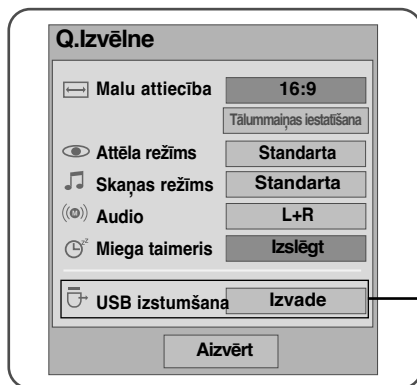 Q.Izvēlne
Malu attiecība 16:9
Tālummaiņas iestatīšana
Attēla režīms Standarta
Skaņas režīms Standarta
Audio L+R
Miega taimeris Izslēgt
USB izstumšana Izvade
Aizvērt